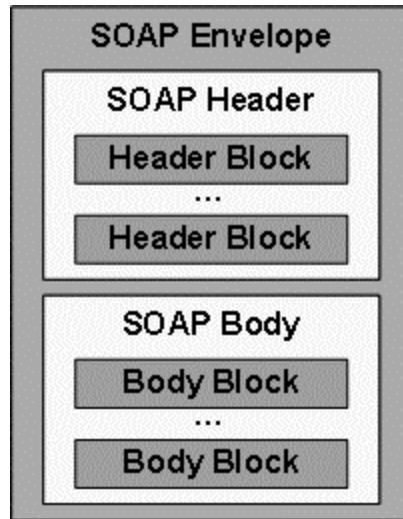 SOAP Envelope
SOAP Header
Header Block
...
Header Block
SOAP Body
Body Block
...
Body Block